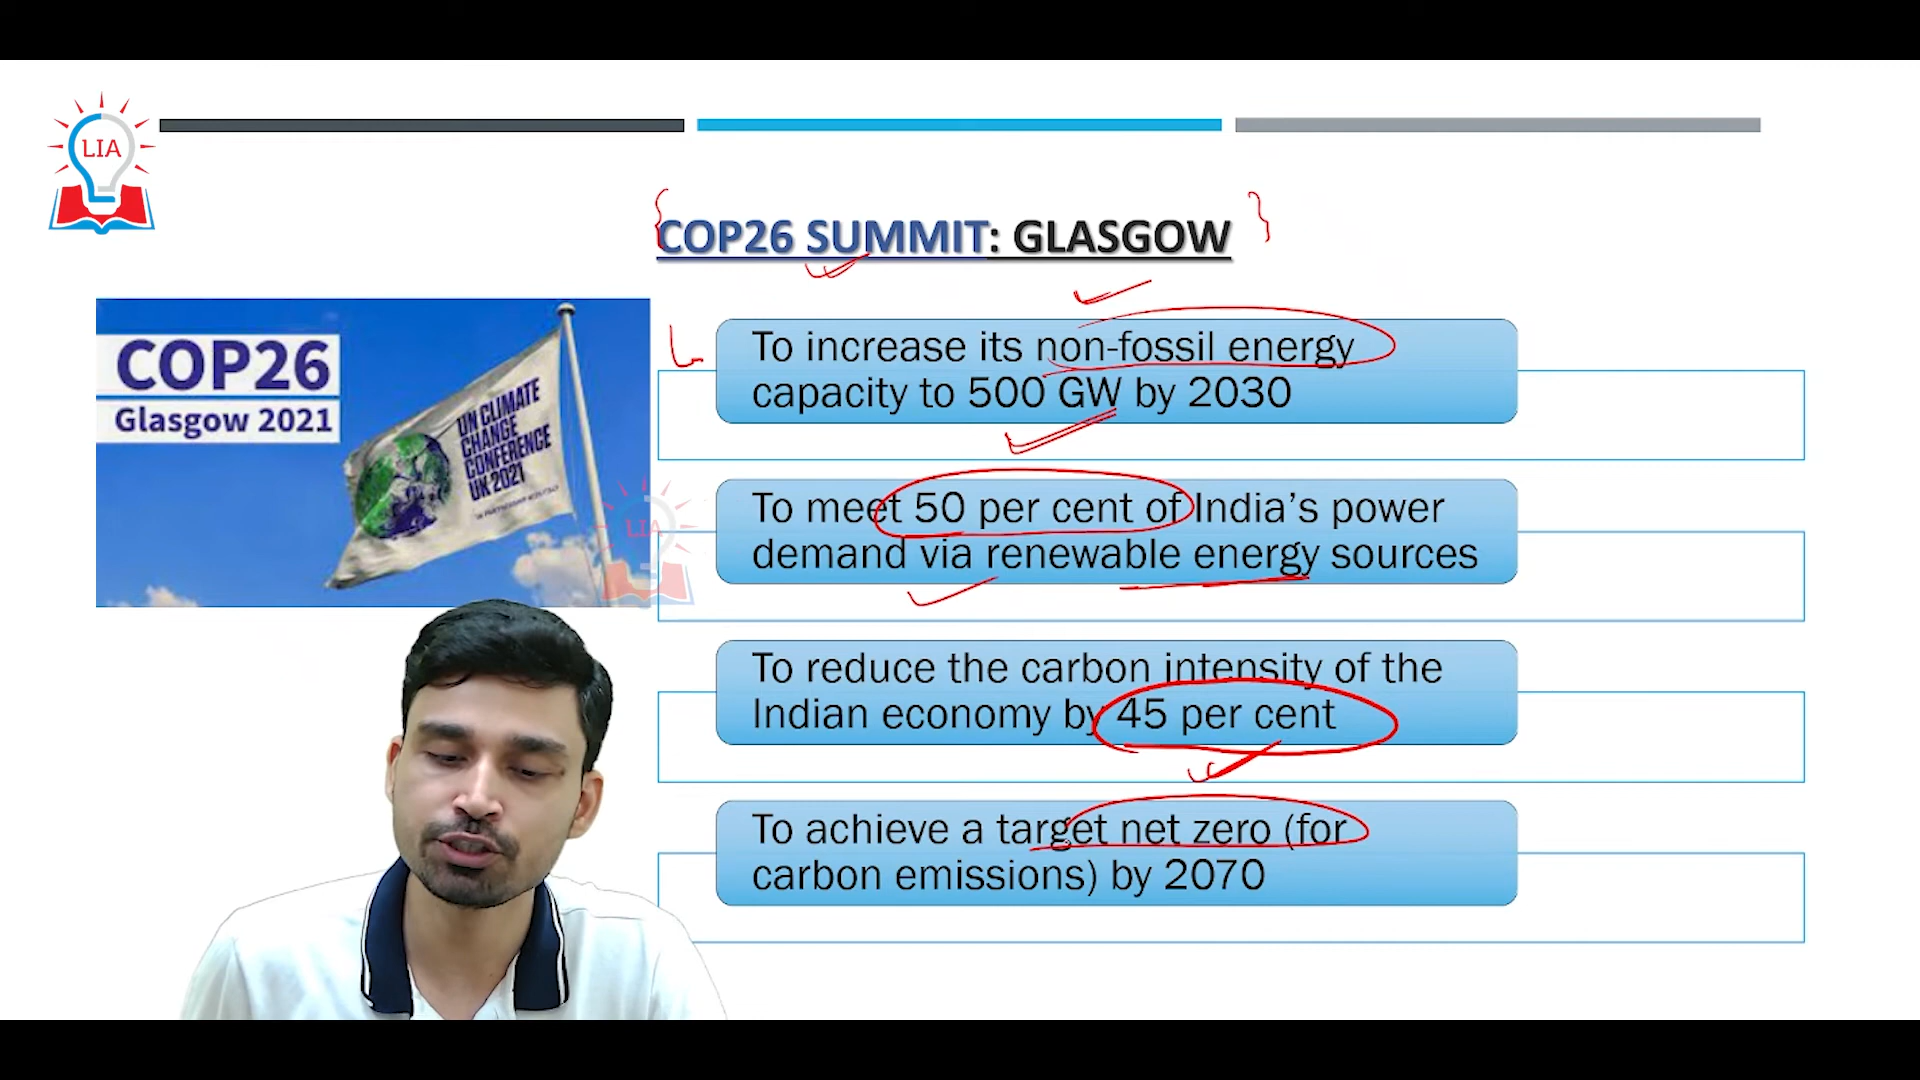 LIA
COP26 SUMMIT: GLASGOW
COP26
Glasgow 2021
UN CLIMATE
CHANGE
CONFERENCE
UK 2021
LIA
To increase its non-fossil energy
capacity to 500 GW by 2030
To meet 50 per cent of India’s power
demand via renewable energy sources
To reduce the carbon intensity of the
Indian economy by 45 per cent
To achieve a target net zero (for
carbon emissions) by 2070